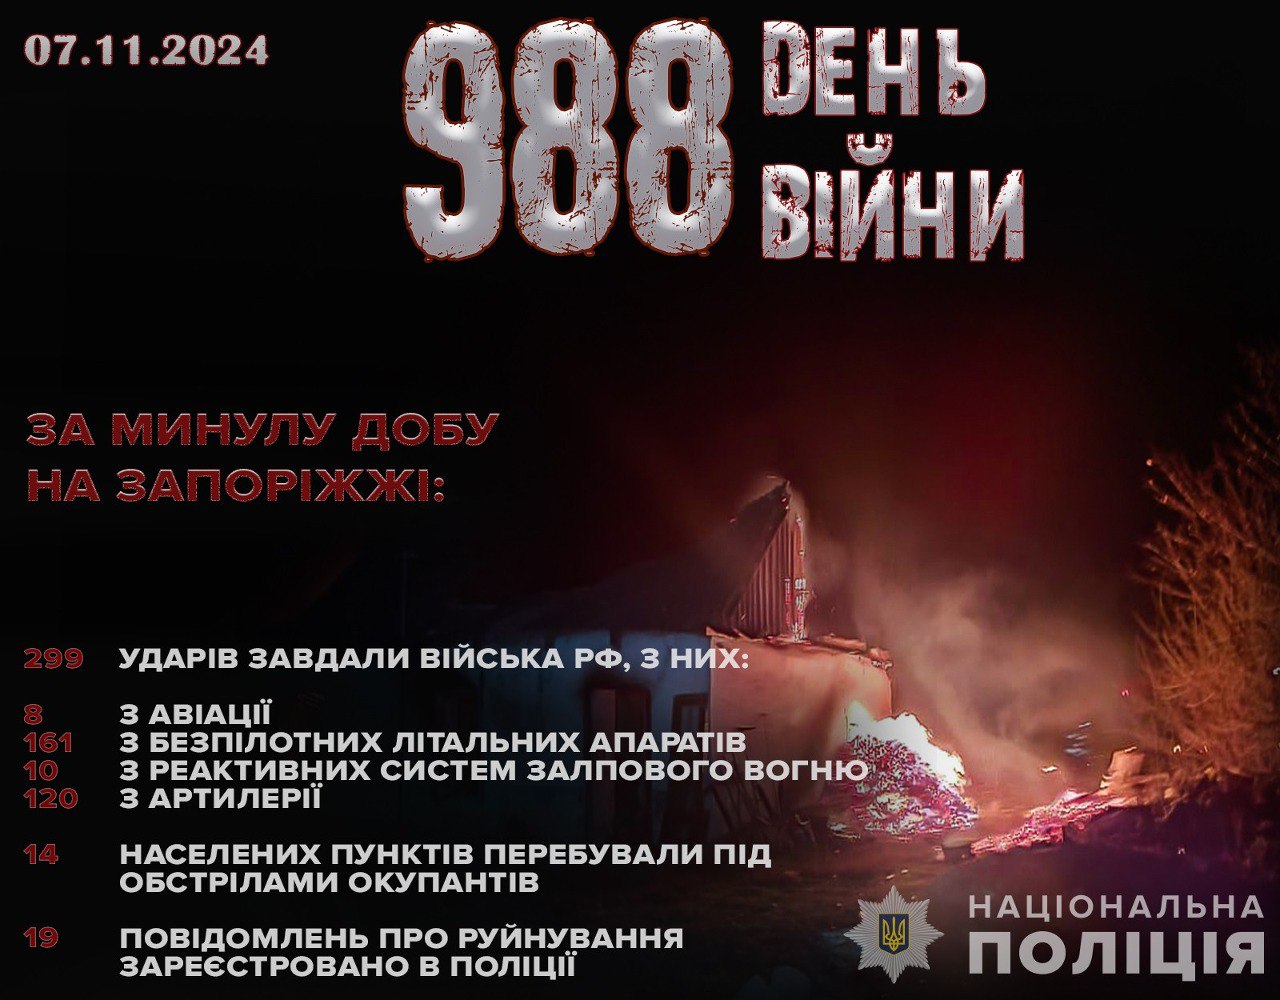 07.11.2024
988 ДЕНЬ
ВІЙНИ
ЗА МИНУЛУ ДОБУ
НА ЗАПОРІЖЖІ:
299 УДАРІВ ЗАВДАЛИ ВІЙСЬКА РФ, З НИХ:
8 З АВІАЦІЇ
161 З БЕЗПІЛОТНИХ ЛІТАЛЬНИХ АПАРАТІВ
10 З РЕАКТИВНИХ СИСТЕМ ЗАЛПОВОГО ВОГНЮ
120 З АРТИЛЕРІЇ
14 НАСЕЛЕНИХ ПУНКТІВ ПЕРЕБУВАЛИ ПІД
ОБСТРІЛАМИ ОКУПАНТІВ
19 ПОВІДОМЛЕНЬ ПРО РУЙНУВАННЯ
ЗАРЕЄСТРОВАНО В ПОЛІЦІЇ
НАЦІОНАЛЬНА
ПОЛІЦІЯ